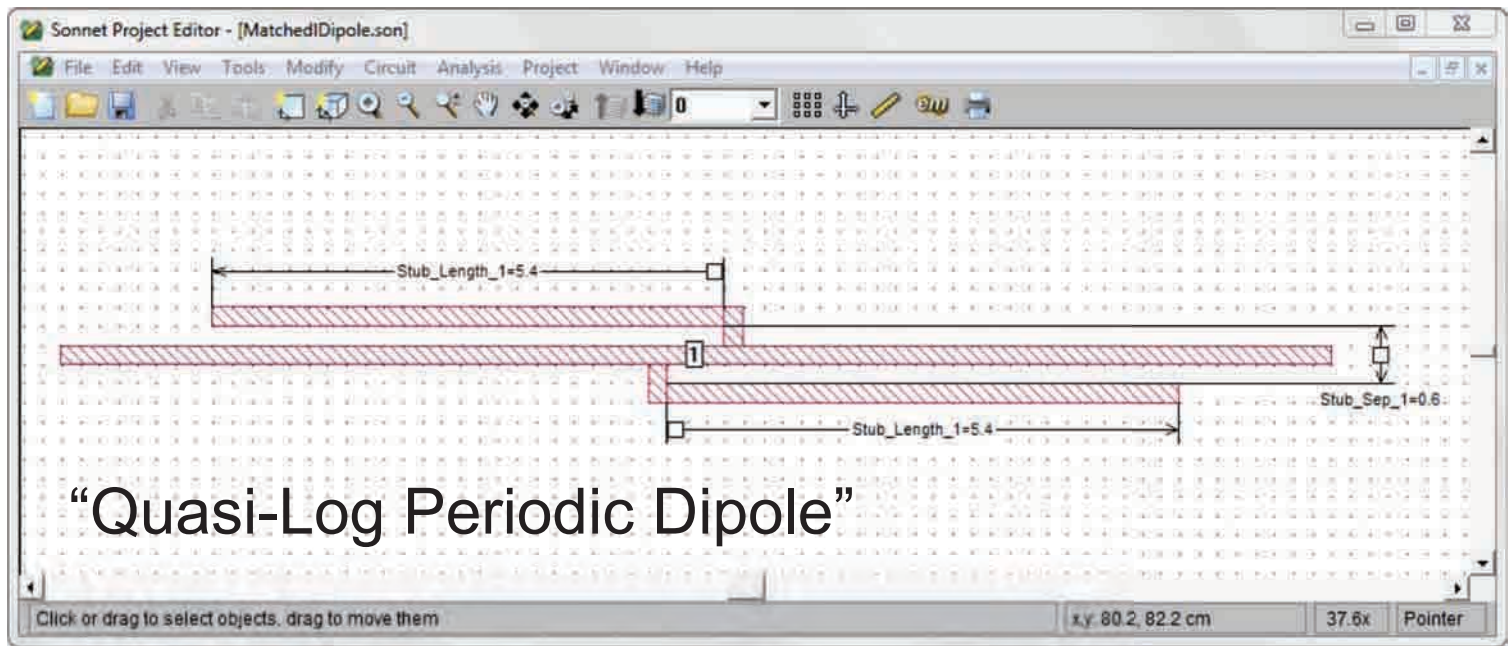 Sonnet Project Editor - [MatchedIDipole.son]
File Edit View Tools Modify Circuit Analysis Project Window Help
0
Stub_Length_1=5.4
1
Stub_Sep_1=0.6
Stub_Length_1=5.4
“Quasi-Log Periodic Dipole”
Click or drag to select objects, drag to move them x,y: 80.2, 82.2 cm 37.6x Pointer